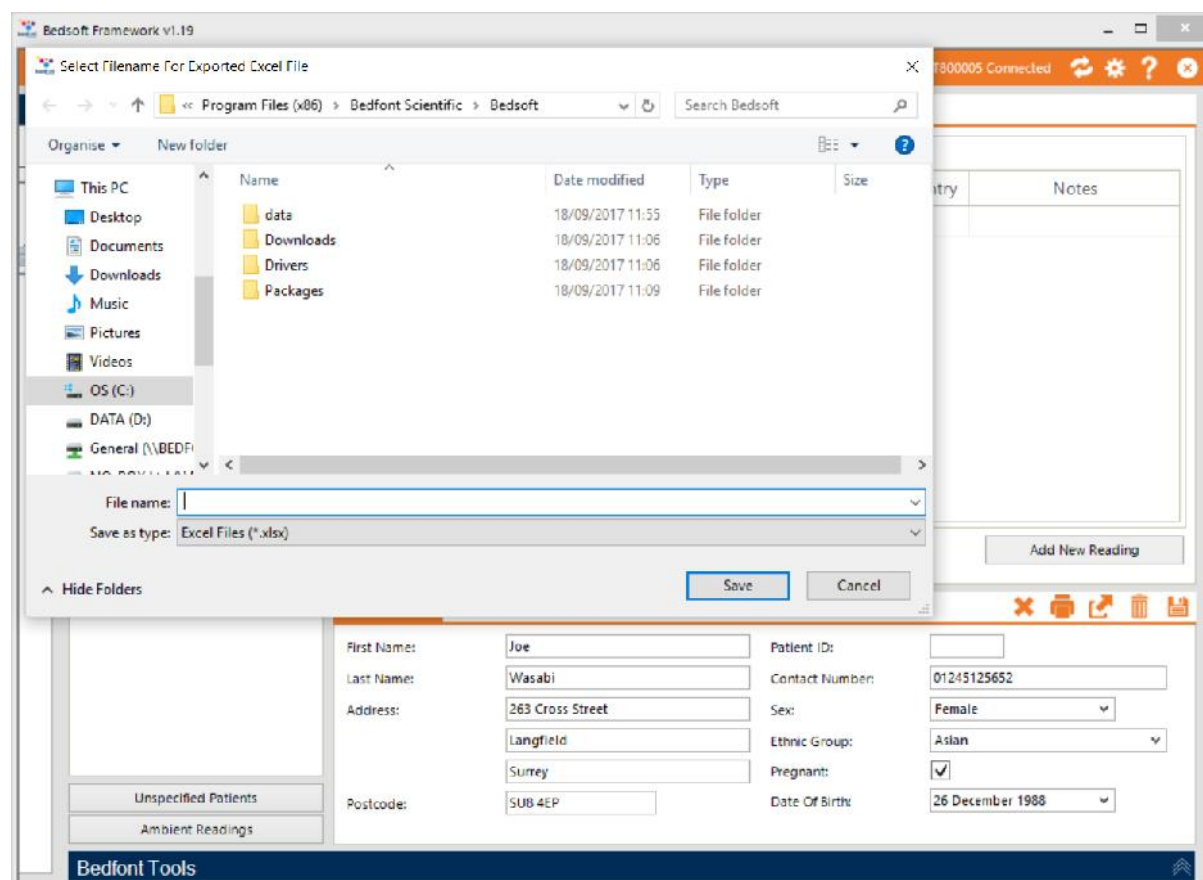 Bedsoft Framework v1.19
Select Filename For Exported Excel File
T800005 Connected
« Program Files (x86) > Bedfont Scientific > Bedsoft
Search Bedsoft
Organise
New folder
Name Date modified Type Size
This PC
Desktop
Documents
Downloads
Music
Pictures
Videos
OS (C:)
DATA (D:)
General (\\BEDF
data 18/09/2017 11:55 File folder
Downloads 18/09/2017 11:06 File folder
Drivers 18/09/2017 11:06 File folder
Packages 18/09/2017 11:09 File folder
Notes
File name:
Save as type: Excel Files (*.xlsx)
Hide Folders
Save
Cancel
Add New Reading
First Name: Joe
Last Name: Wasabi
Address: 263 Cross Street
Langfield
Surrey
Postcode: SU8 4EP
Patient ID:
Contact Number: 01245125652
Sex: Female
Ethnic Group: Asian
Pregnant:
Date Of Birth: 26 December 1988
Unspecified Patients
Ambient Readings
Bedfont Tools